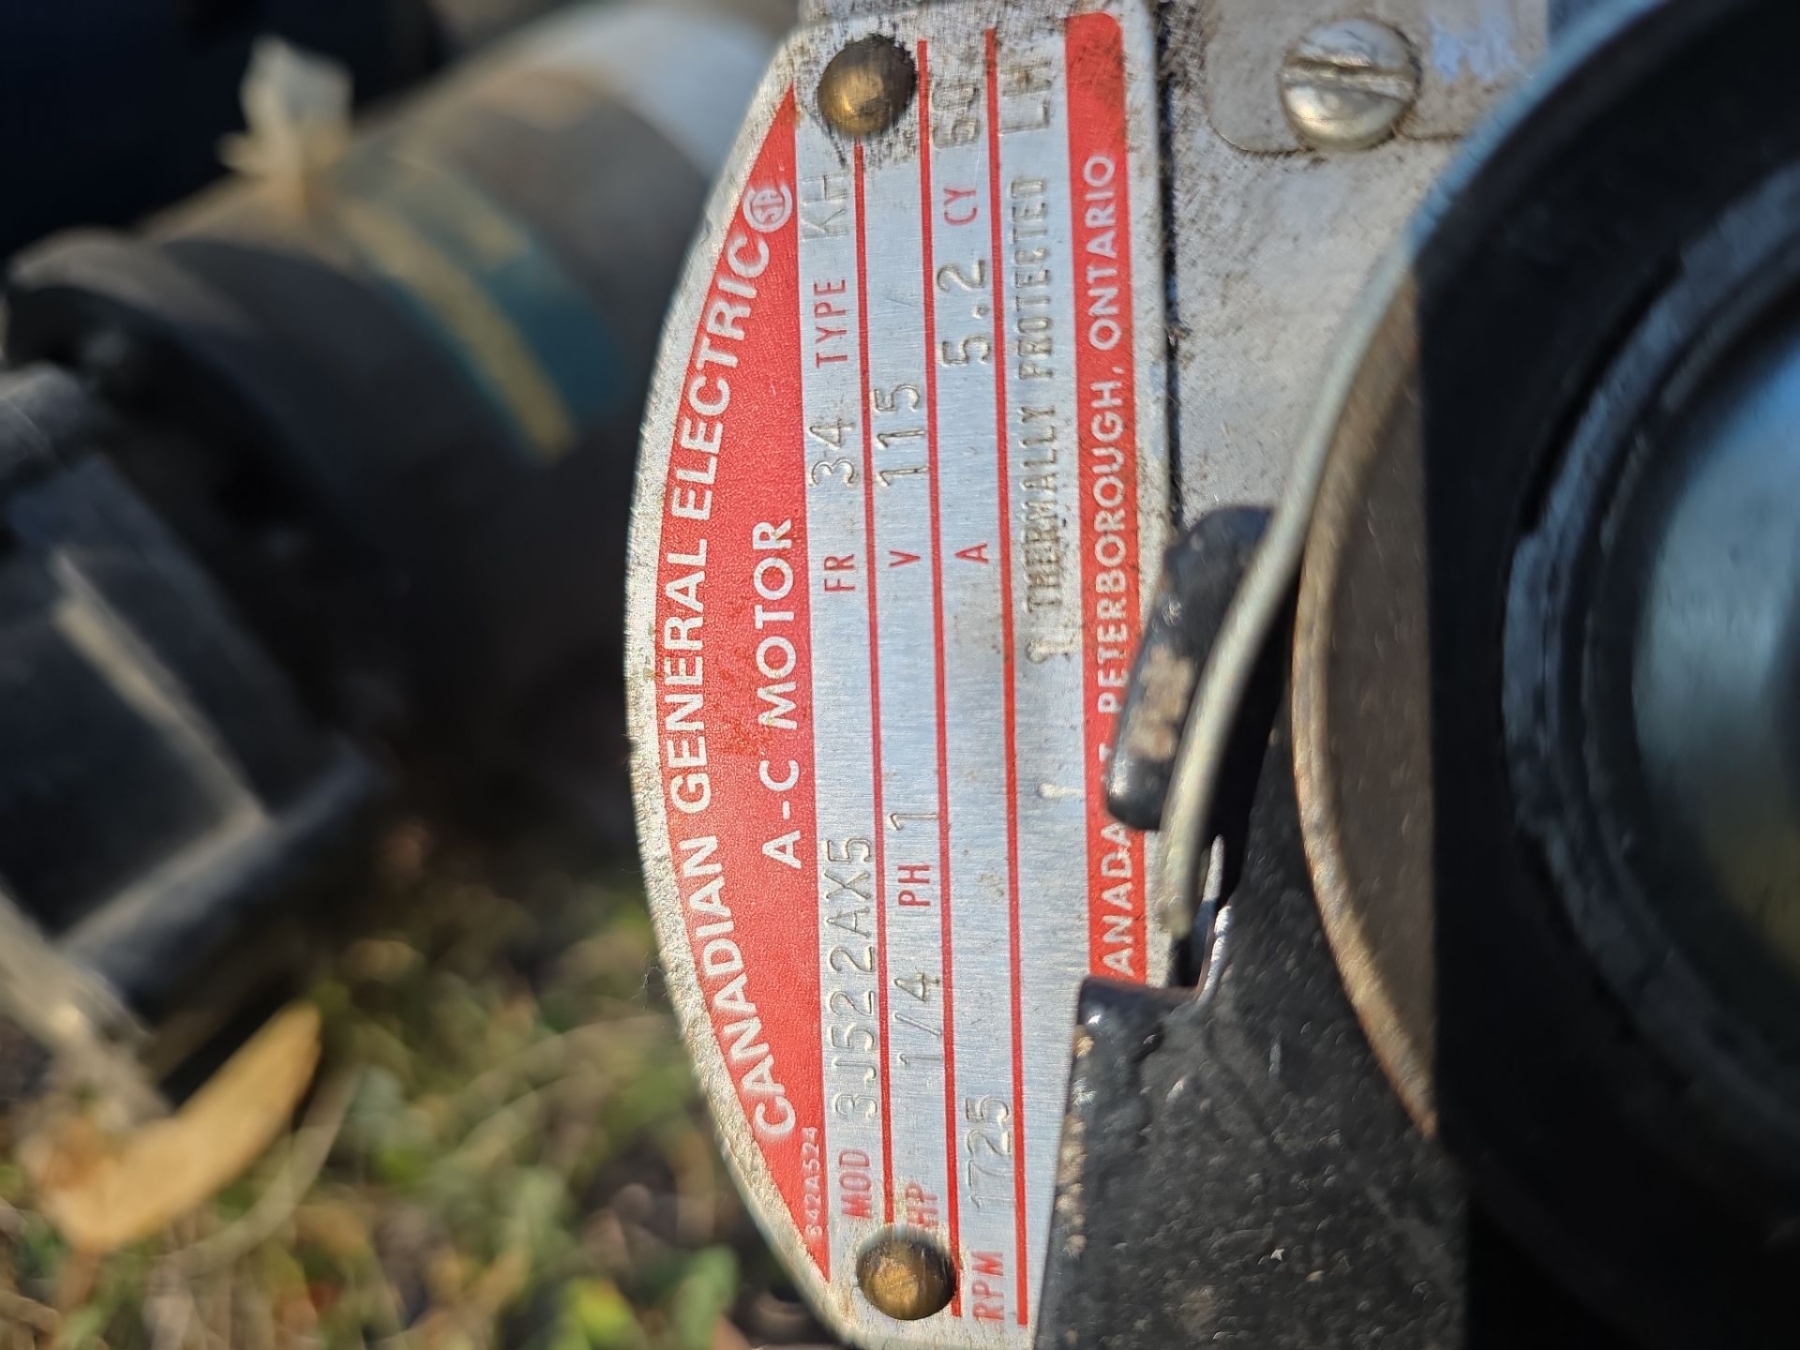 CANADIAN GENERAL ELECTRIC
A-C MOTOR
342A524
MOD 3J522AX5 FR 34 TYPE KH
HP 1/4 PH 1 V 115
RPM 1725 A 5.2 CY 60
THERMALLY PROTECTED
PETERBOROUGH, ONTARIO